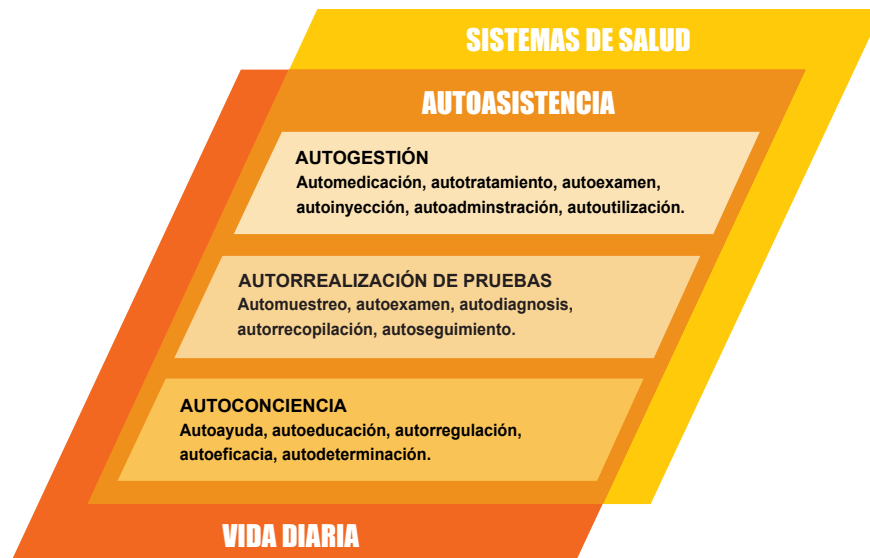 SISTEMAS DE SALUD
AUTOASISTENCIA
AUTOGESTIÓN
Automedicación, autotratamiento, autoexamen,
autoinyección, autoadminstración, autoutilización.
AUTORREALIZACIÓN DE PRUEBAS
Automuestreo, autoexamen, autodiagnosis,
autorrecopilación, autoseguimiento.
AUTOCONCIENCIA
Autoayuda, autoeducación, autorregulación,
autoeficacia, autodeterminación.
VIDA DIARIA